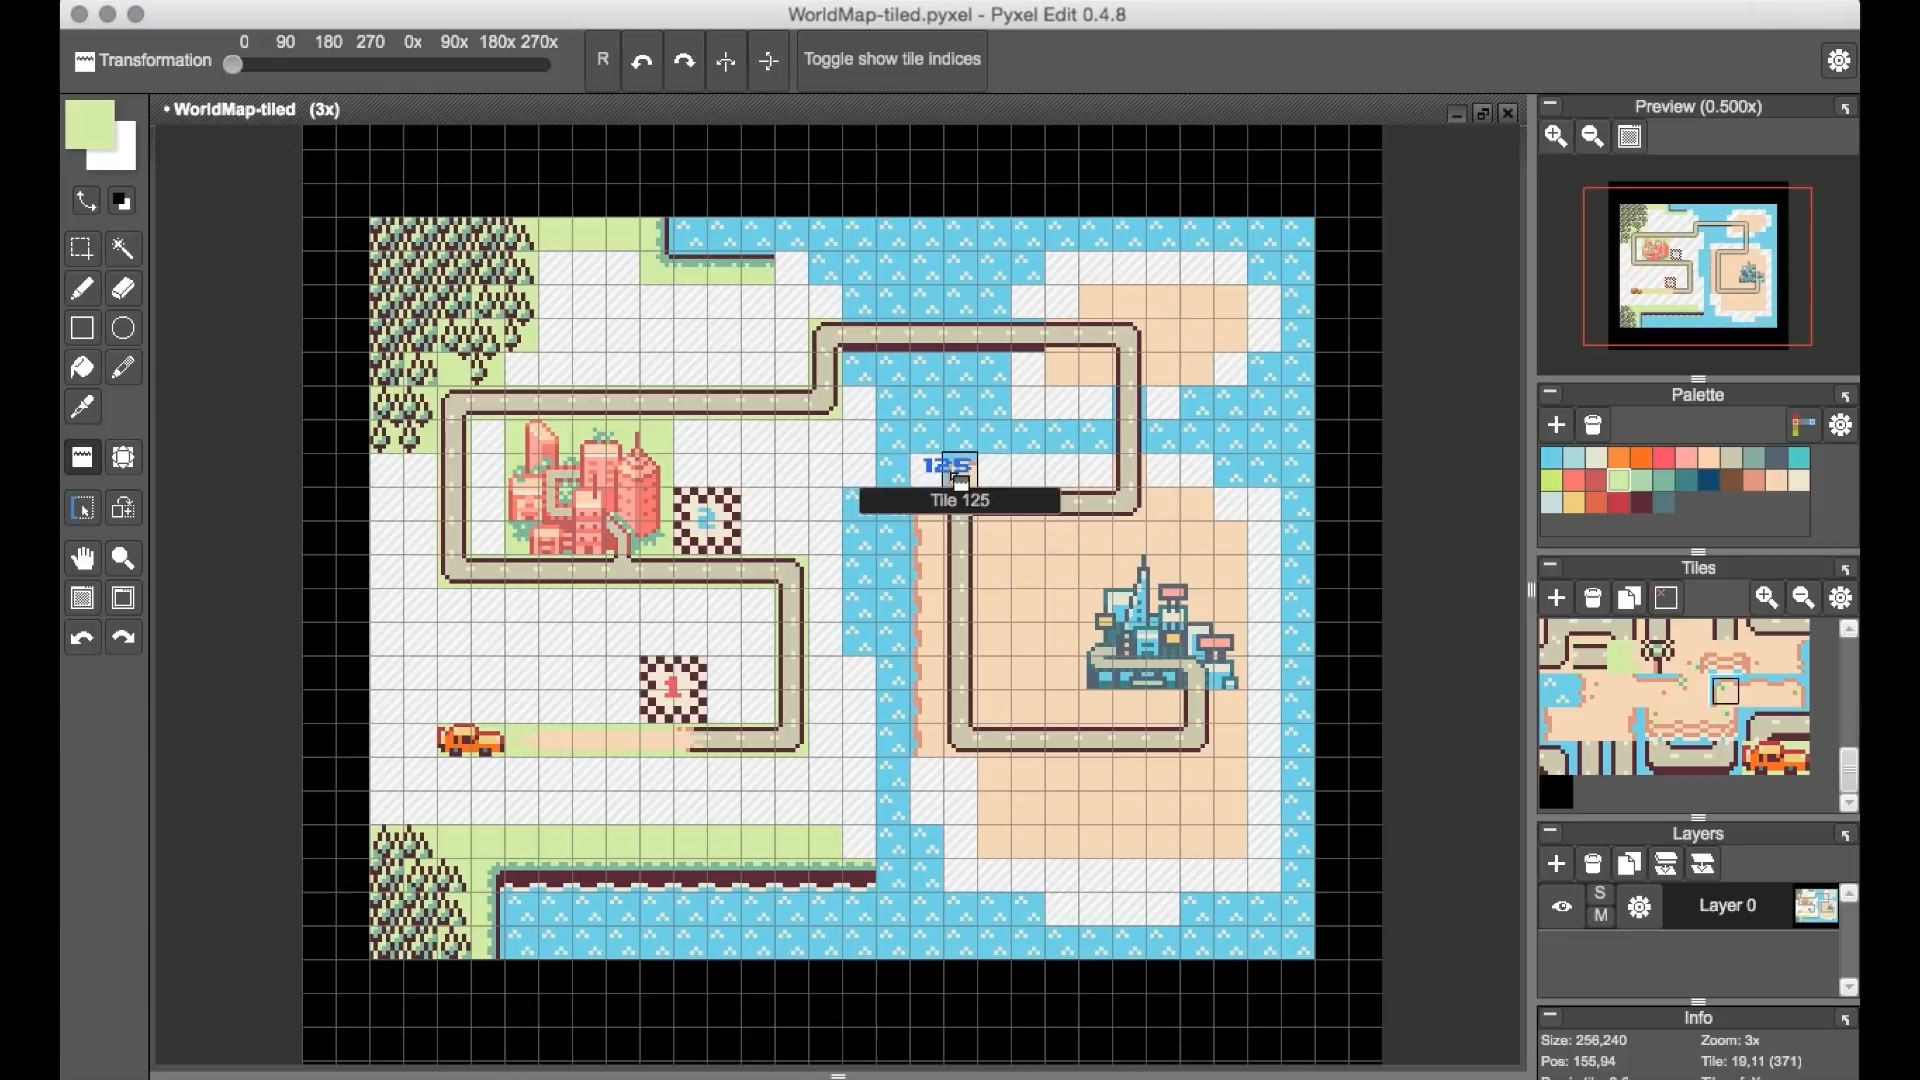 WorldMap-tiled.pyxel - Pyxel Edit 0.4.8
Transformation
0 90 180 270 0x 90x 180x 270x
R
Toggle show tile indices
• WorldMap-tiled (3x)
Preview (0.500x)
Palette
125
Tile 125
2
Tiles
1
Layers
S
M
Layer 0
Info
Size: 256,240
Zoom: 3x
Pos: 155,94
Tile: 19,11 (371)